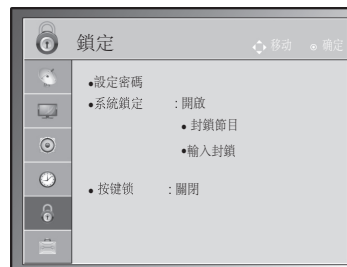 鎖定
移动 確定
●設定密碼
●系統鎖定 : 開啟
● 封鎖節目
●輸入封鎖
● 按键锁 : 關閉